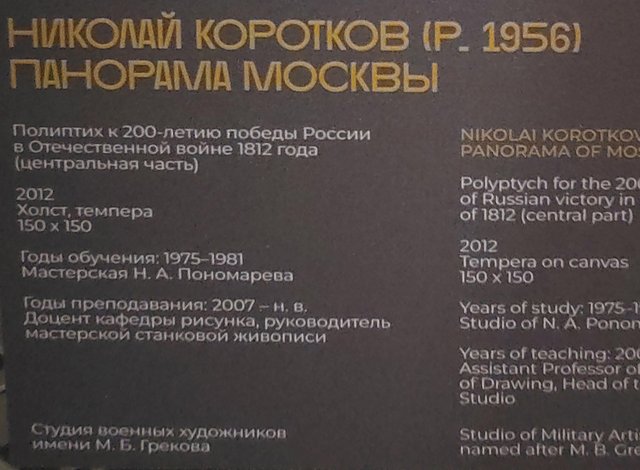 НИКОЛАЙ КОРОТКОВ (Р. 1956)
ПАНОРАМА МОСКВЫ
Полиптих к 200-летию победы России
в Отечественной войне 1812 года
(центральная часть)
2012
Холст, темпера
150 x 150
Годы обучения: 1975–1981
Мастерская Н. А. Пономарева
Годы преподавания: 2007 – н. в.
Доцент кафедры рисунка, руководитель
мастерской станковой живописи
Студия военных художников
имени М. Б. Грекова
NIKOLAI KOROTKOV
PANORAMA OF MOS
Polyptych for the 200
of Russian victory in
of 1812 (central part)
2012
Tempera on canvas
150 x 150
Years of study: 1975-1
Studio of N. A. Ponom
Years of teaching: 200
Assistant Professor of
of Drawing, Head of t
Studio
Studio of Military Arti
named after M. B. Gre